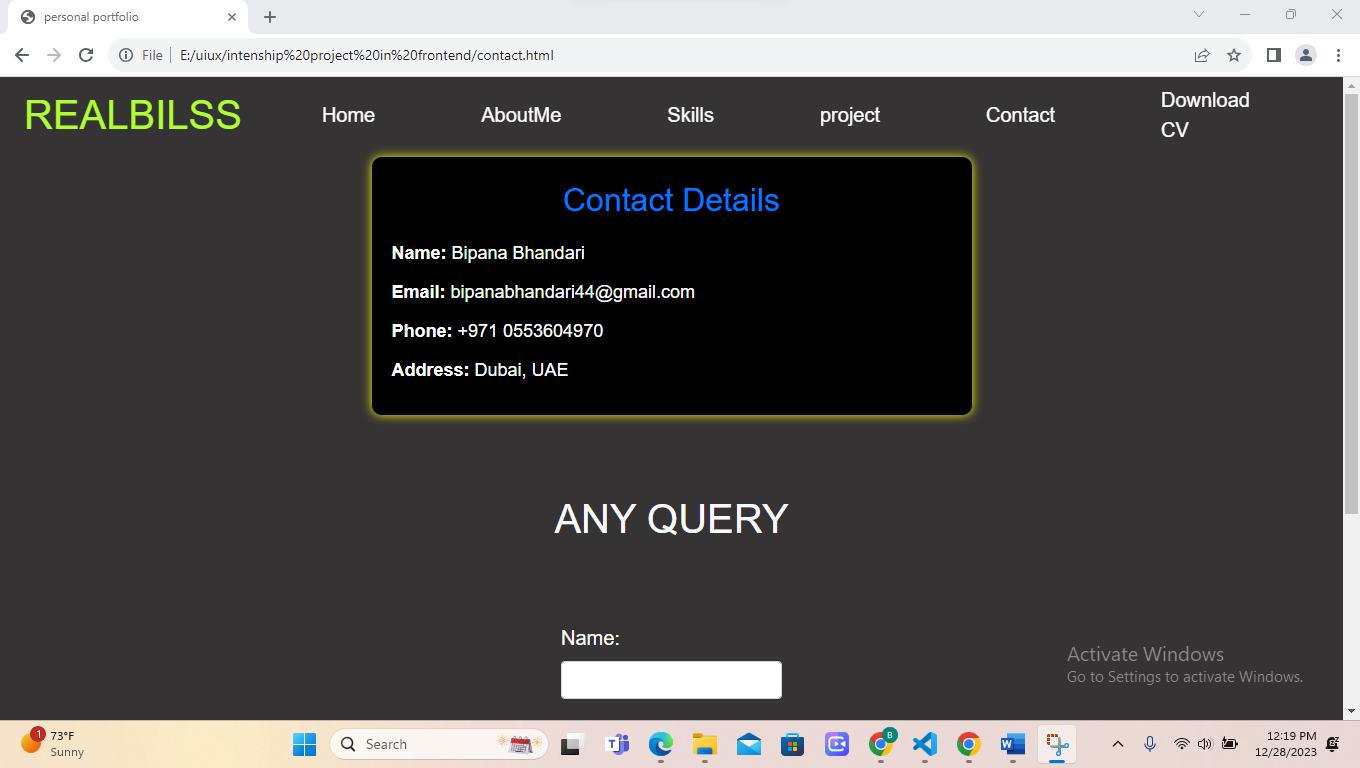 personal portfolio
File
E:/uiux/intenship%20project%20in%20frontend/contact.html
REALBILSS
Home
AboutMe
Skills
project
Contact
Download
CV
Contact Details
Name: Bipana Bhandari
Email: bipanabhandari44@gmail.com
Phone: +971 0553604970
Address: Dubai, UAE
ANY QUERY
Name:
Activate Windows
Go to Settings to activate Windows.
1
73°F
Sunny
Search
B
12:19 PM
12/28/2023